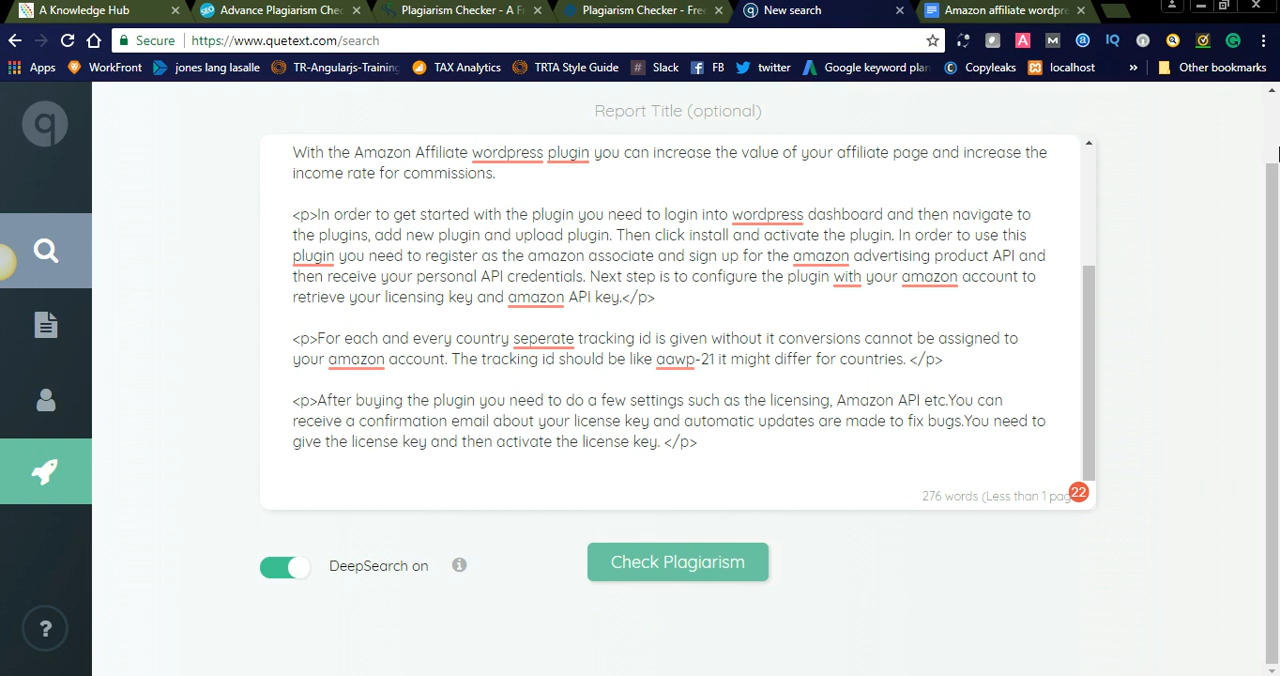 A Knowledge Hub
Advance Plagiarism Chec
Plagiarism Checker - A F
Plagiarism Checker - Free
New search
Amazon affiliate wordpre
Secure https://www.quetext.com/search
Apps WorkFront jones lang lasalle TR-Angularjs-Training TAX Analytics TRTA Style Guide Slack FB twitter Google keyword plan Copyleaks localhost » Other bookmarks
Report Title (optional)
With the Amazon Affiliate wordpress plugin you can increase the value of your affiliate page and increase the
income rate for commissions.
<p>In order to get started with the plugin you need to login into wordpress dashboard and then navigate to
the plugins, add new plugin and upload plugin. Then click install and activate the plugin. In order to use this
plugin you need to register as the amazon associate and sign up for the amazon advertising product API and
then receive your personal API credentials. Next step is to configure the plugin with your amazon account to
retrieve your licensing key and amazon API key.</p>
<p>For each and every country seperate tracking id is given without it conversions cannot be assigned to
your amazon account. The tracking id should be like aawp-21 it might differ for countries. </p>
<p>After buying the plugin you need to do a few settings such as the licensing, Amazon API etc.You can
receive a confirmation email about your license key and automatic updates are made to fix bugs.You need to
give the license key and then activate the license key. </p>
276 words (Less than 1 pag
22
DeepSearch on
Check Plagiarism
?